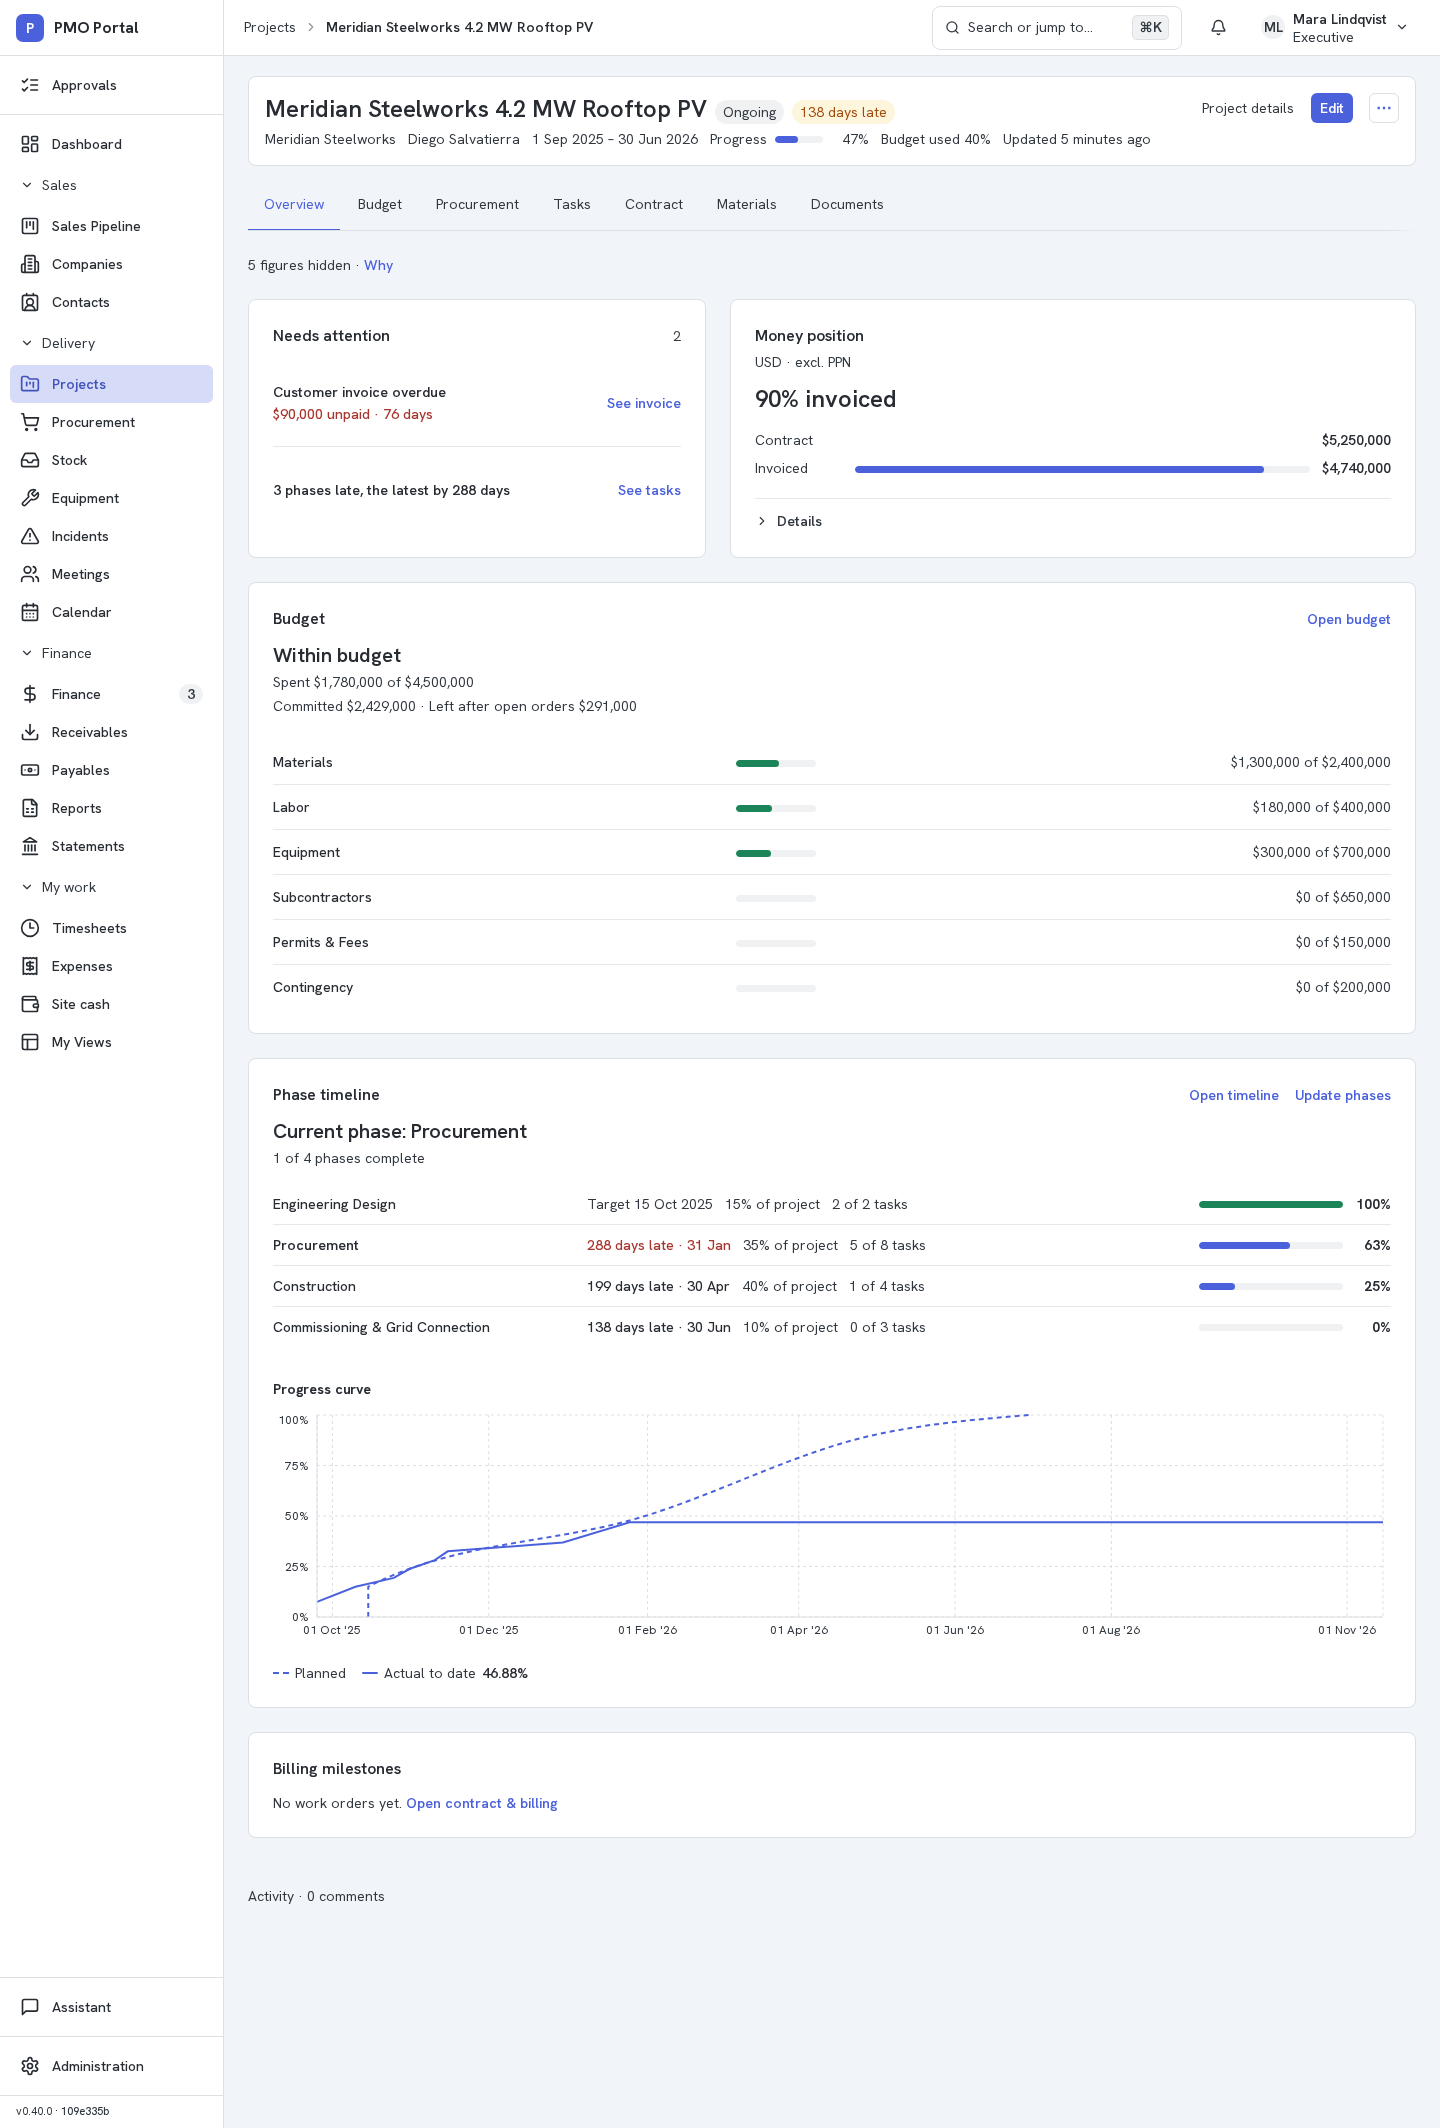 P PMO Portal
Projects > Meridian Steelworks 4.2 MW Rooftop PV
Search or jump to... ⌘K
ML Mara Lindqvist
Executive
Approvals
Dashboard
Sales
Sales Pipeline
Companies
Contacts
Delivery
Projects
Procurement
Stock
Equipment
Incidents
Meetings
Calendar
Finance
Finance 3
Receivables
Payables
Reports
Statements
My work
Timesheets
Expenses
Site cash
My Views
Assistant
Administration
v0.40.0 · 109e335b
Meridian Steelworks 4.2 MW Rooftop PV Ongoing 138 days late
Project details Edit ...
Meridian Steelworks Diego Salvatierra 1 Sep 2025 – 30 Jun 2026 Progress 47% Budget used 40% Updated 5 minutes ago
Overview Budget Procurement Tasks Contract Materials Documents
5 figures hidden · Why
Needs attention 2
Customer invoice overdue
$90,000 unpaid · 76 days
See invoice
3 phases late, the latest by 288 days See tasks
Money position
USD · excl. PPN
90% invoiced
Contract $5,250,000
Invoiced $4,740,000
Details
Budget Open budget
Within budget
Spent $1,780,000 of $4,500,000
Committed $2,429,000 · Left after open orders $291,000
Materials $1,300,000 of $2,400,000
Labor $180,000 of $400,000
Equipment $300,000 of $700,000
Subcontractors $0 of $650,000
Permits & Fees $0 of $150,000
Contingency $0 of $200,000
Phase timeline Open timeline Update phases
Current phase: Procurement
1 of 4 phases complete
Engineering Design Target 15 Oct 2025 15% of project 2 of 2 tasks 100%
Procurement 288 days late · 31 Jan 35% of project 5 of 8 tasks 63%
Construction 199 days late · 30 Apr 40% of project 1 of 4 tasks 25%
Commissioning & Grid Connection 138 days late · 30 Jun 10% of project 0 of 3 tasks 0%
Progress curve
100%
75%
50%
25%
0%
01 Oct '25 01 Dec '25 01 Feb '26 01 Apr '26 01 Jun '26 01 Aug '26 01 Nov '26
Planned Actual to date 46.88%
Billing milestones
No work orders yet. Open contract & billing
Activity · 0 comments